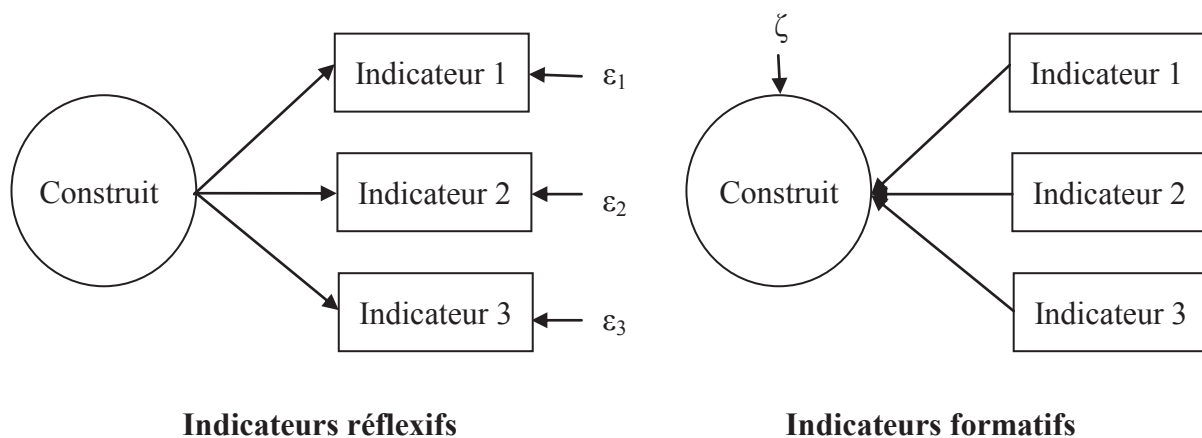 Indicateur 1
ε1
Construit
Indicateur 2
ε2
Indicateur 3
ε3
Indicateurs réflexifs
ζ
Indicateur 1
Construit
Indicateur 2
Indicateur 3
Indicateurs formatifs